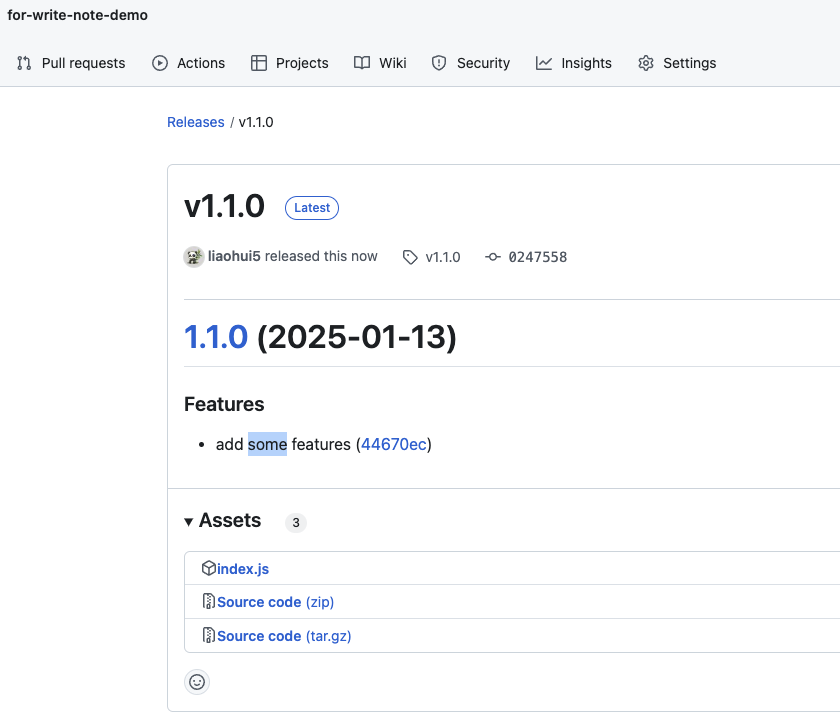 for-write-note-demo
Pull requests Actions Projects Wiki Security Insights Settings
Releases / v1.1.0
v1.1.0 Latest
liaohui5 released this now v1.1.0 0247558
1.1.0 (2025-01-13)
Features
• add some features (44670ec)
▾ Assets 3
index.js
Source code (zip)
Source code (tar.gz)